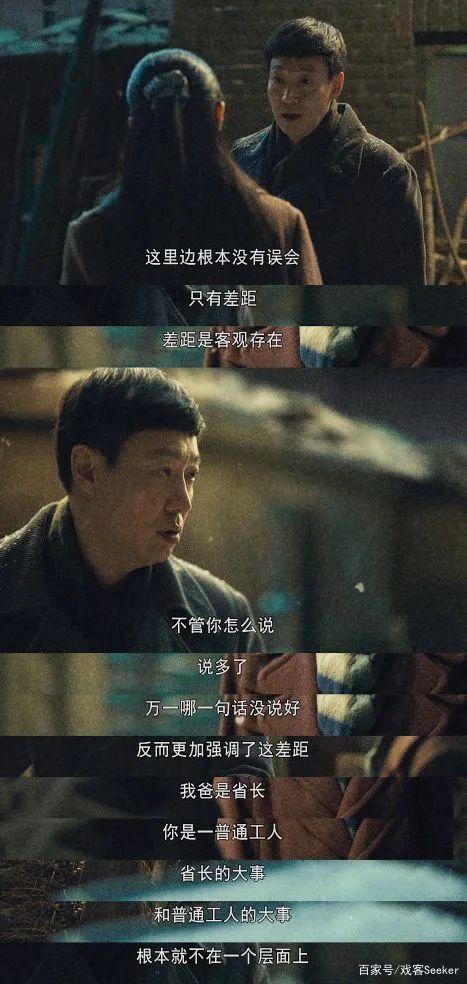 这里边根本没有误会
只有差距
差距是客观存在
不管你怎么说
说多了
万一哪一句话没说好
反而更加强调了这差距
我爸是省长
你是一普通工人
省长的大事
和普通工人的大事
根本就不在一个层面上
百家号/戏客Seeker